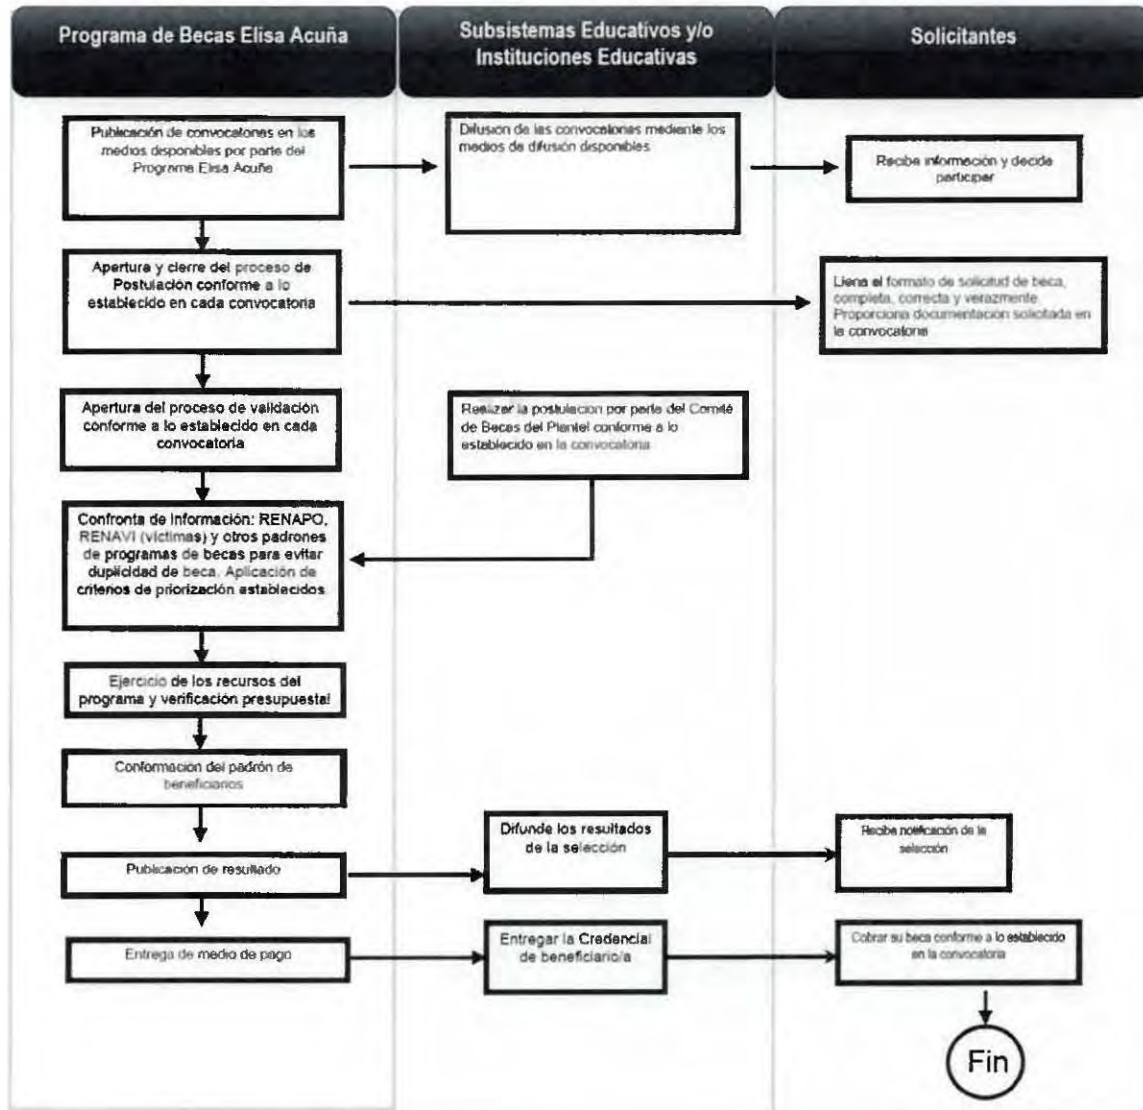 Programa de Becas Elisa Acuña
Subsistemas Educativos y/o
Instituciones Educativas
Solicitantes
Publicación de convocatorias en los
medios disponibles por parte del
Programa Elisa Acuña
Difusión de las convocatorias mediante los
medios de difusión disponibles
Recibe información y decide
participar
Apertura y cierre del proceso de
Postulación conforme a lo
establecido en cada convocatoria
Llena el formato de solicitud de beca,
completa, correcta y verazmente.
Proporciona documentación solicitada en
la convocatoria
Apertura del proceso de validación
conforme a lo establecido en cada
convocatoria
Realizar la postulación por parte del Comité
de Becas del Plantel conforme a lo
establecido en la convocatoria
Confronta de Información: RENAPO,
RENAVI (víctimas) y otros padrones
de programas de becas para evitar
duplicidad de beca. Aplicación de
criterios de priorización establecidos
Ejercicio de los recursos del
programa y verificación presupuestal
Conformación del padrón de
beneficiarios
Publicación de resultado
Difunde los resultados
de la selección
Recibe notificación de la
selección
Entrega de medio de pago
Entregar la Credencial
de beneficiario/a
Cobrar su beca conforme a lo establecido
en la convocatoria
Fin